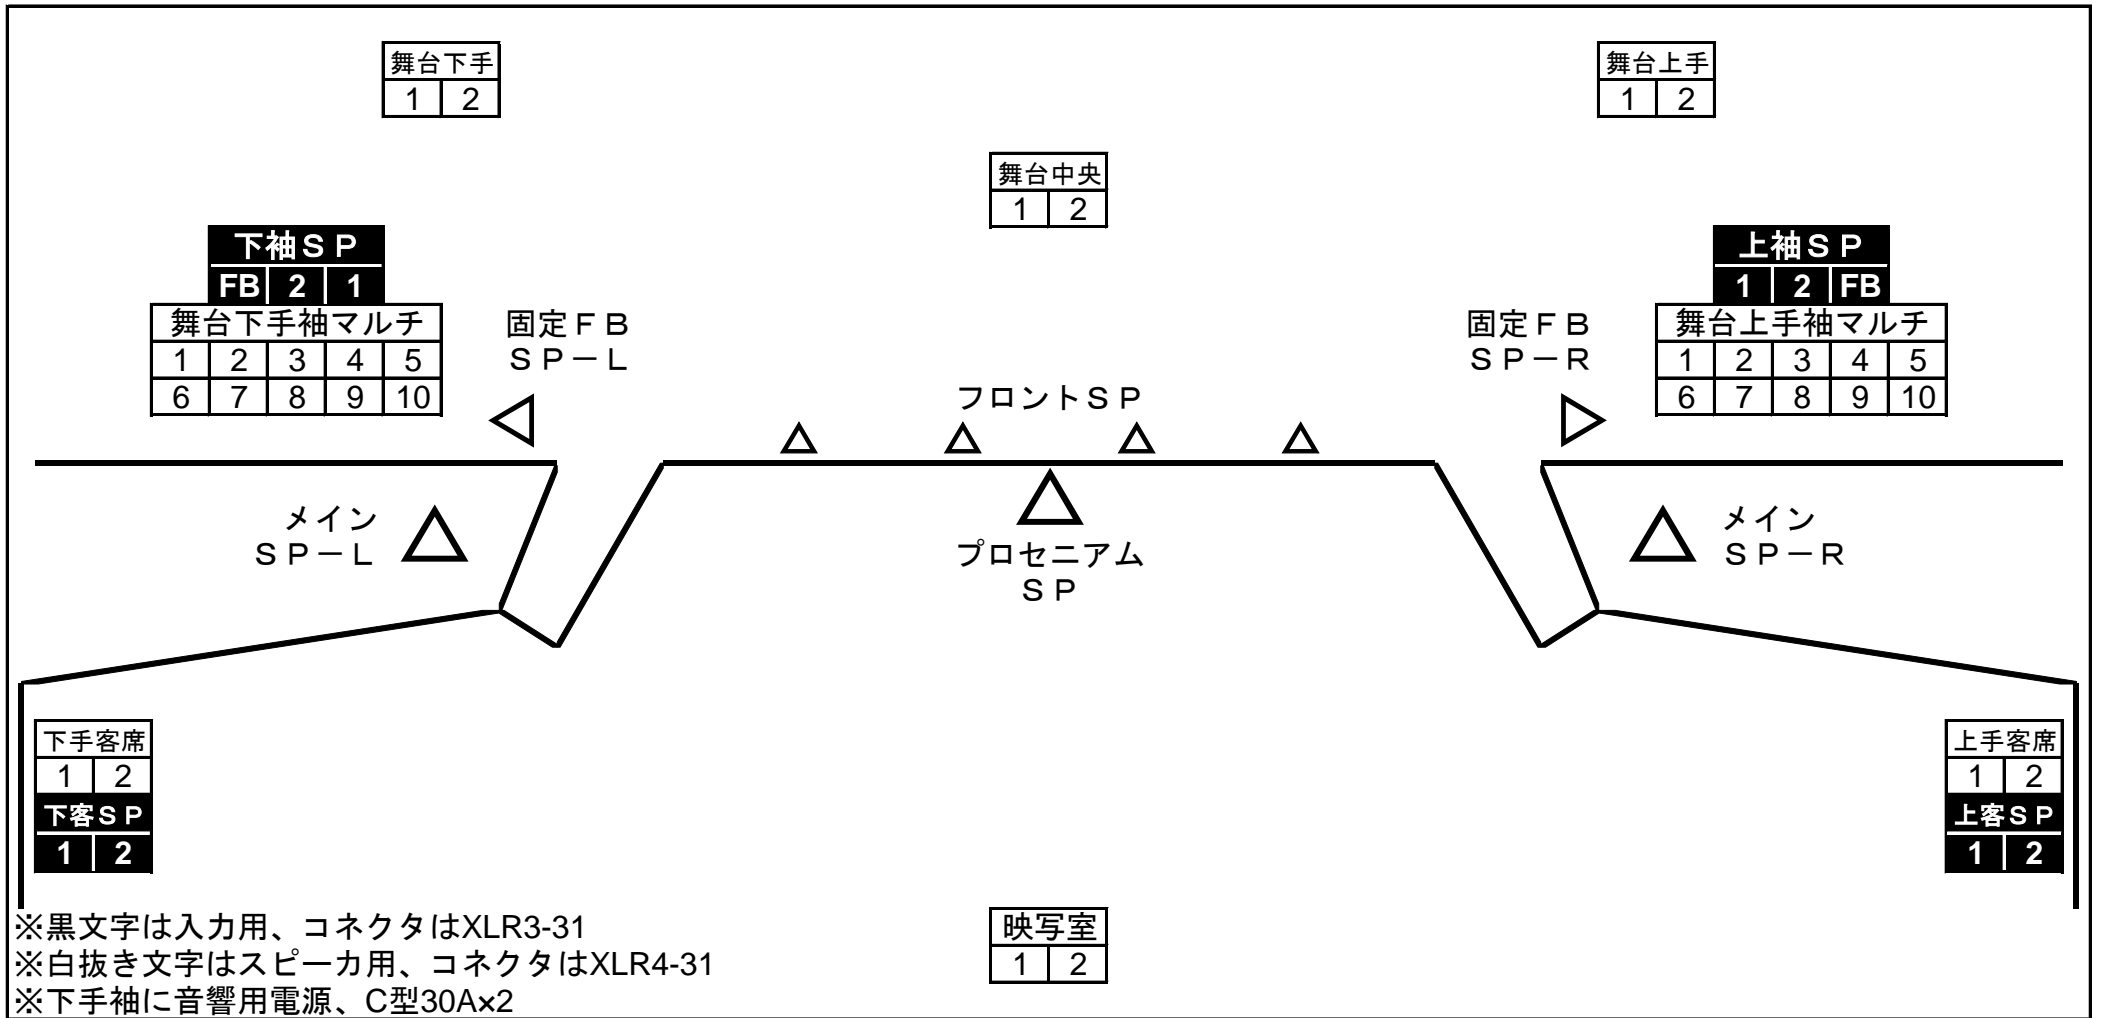 舞台下手
1 2
舞台上手
1 2
舞台中央
1 2
下袖ＳＰ
FB 2 1
舞台下手袖マルチ
1 2 3 4 5
6 7 8 9 10
固定ＦＢ
ＳＰ－Ｌ
フロントＳＰ
固定ＦＢ
ＳＰ－Ｒ
上袖ＳＰ
1 2 FB
舞台上手袖マルチ
1 2 3 4 5
6 7 8 9 10
メイン
ＳＰ－Ｌ
プロセニアム
ＳＰ
メイン
ＳＰ－Ｒ
下手客席
1 2
下客ＳＰ
1 2
上手客席
1 2
上客ＳＰ
1 2
映写室
1 2
※黒文字は入力用、コネクタはXLR3-31
※白抜き文字はスピーカ用、コネクタはXLR4-31
※下手袖に音響用電源、C型30A×2